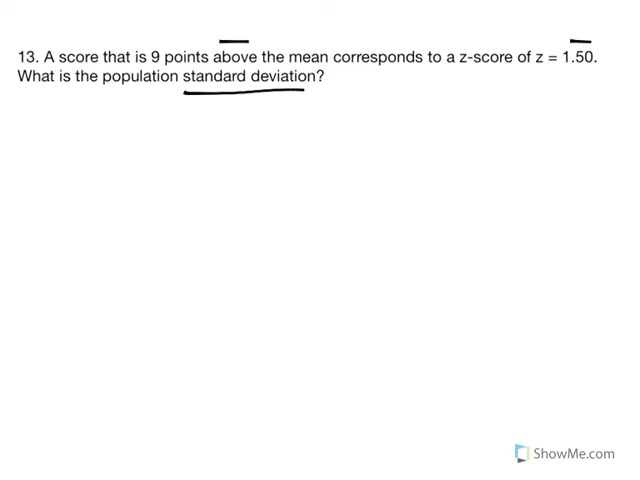 13. A score that is 9 points above the mean corresponds to a z-score of z = 1.50.
What is the population standard deviation?
ShowMe.com